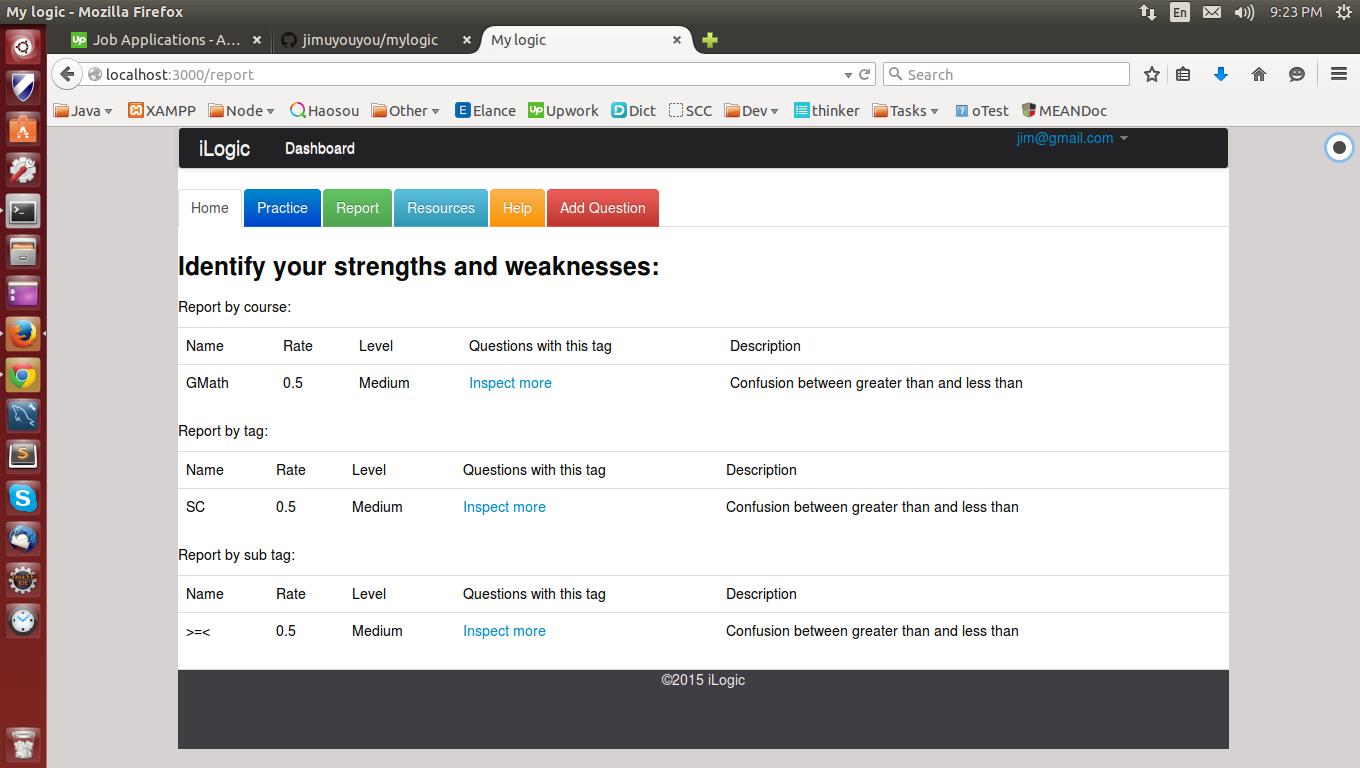 My logic - Mozilla Firefox
En
9:23 PM
Job Applications - A...
jimuyouyou/mylogic
My logic
localhost:3000/report
Search
Java
XAMPP
Node
Haosou
Other
Elance
Upwork
Dict
SCC
Dev
thinker
Tasks
oTest
MEANDoc
iLogic
Dashboard
jim@gmail.com
Home
Practice
Report
Resources
Help
Add Question
Identify your strengths and weaknesses:
Report by course:
Name Rate Level Questions with this tag Description
GMath 0.5 Medium Inspect more Confusion between greater than and less than
Report by tag:
Name Rate Level Questions with this tag Description
SC 0.5 Medium Inspect more Confusion between greater than and less than
Report by sub tag:
Name Rate Level Questions with this tag Description
>=< 0.5 Medium Inspect more Confusion between greater than and less than
©2015 iLogic